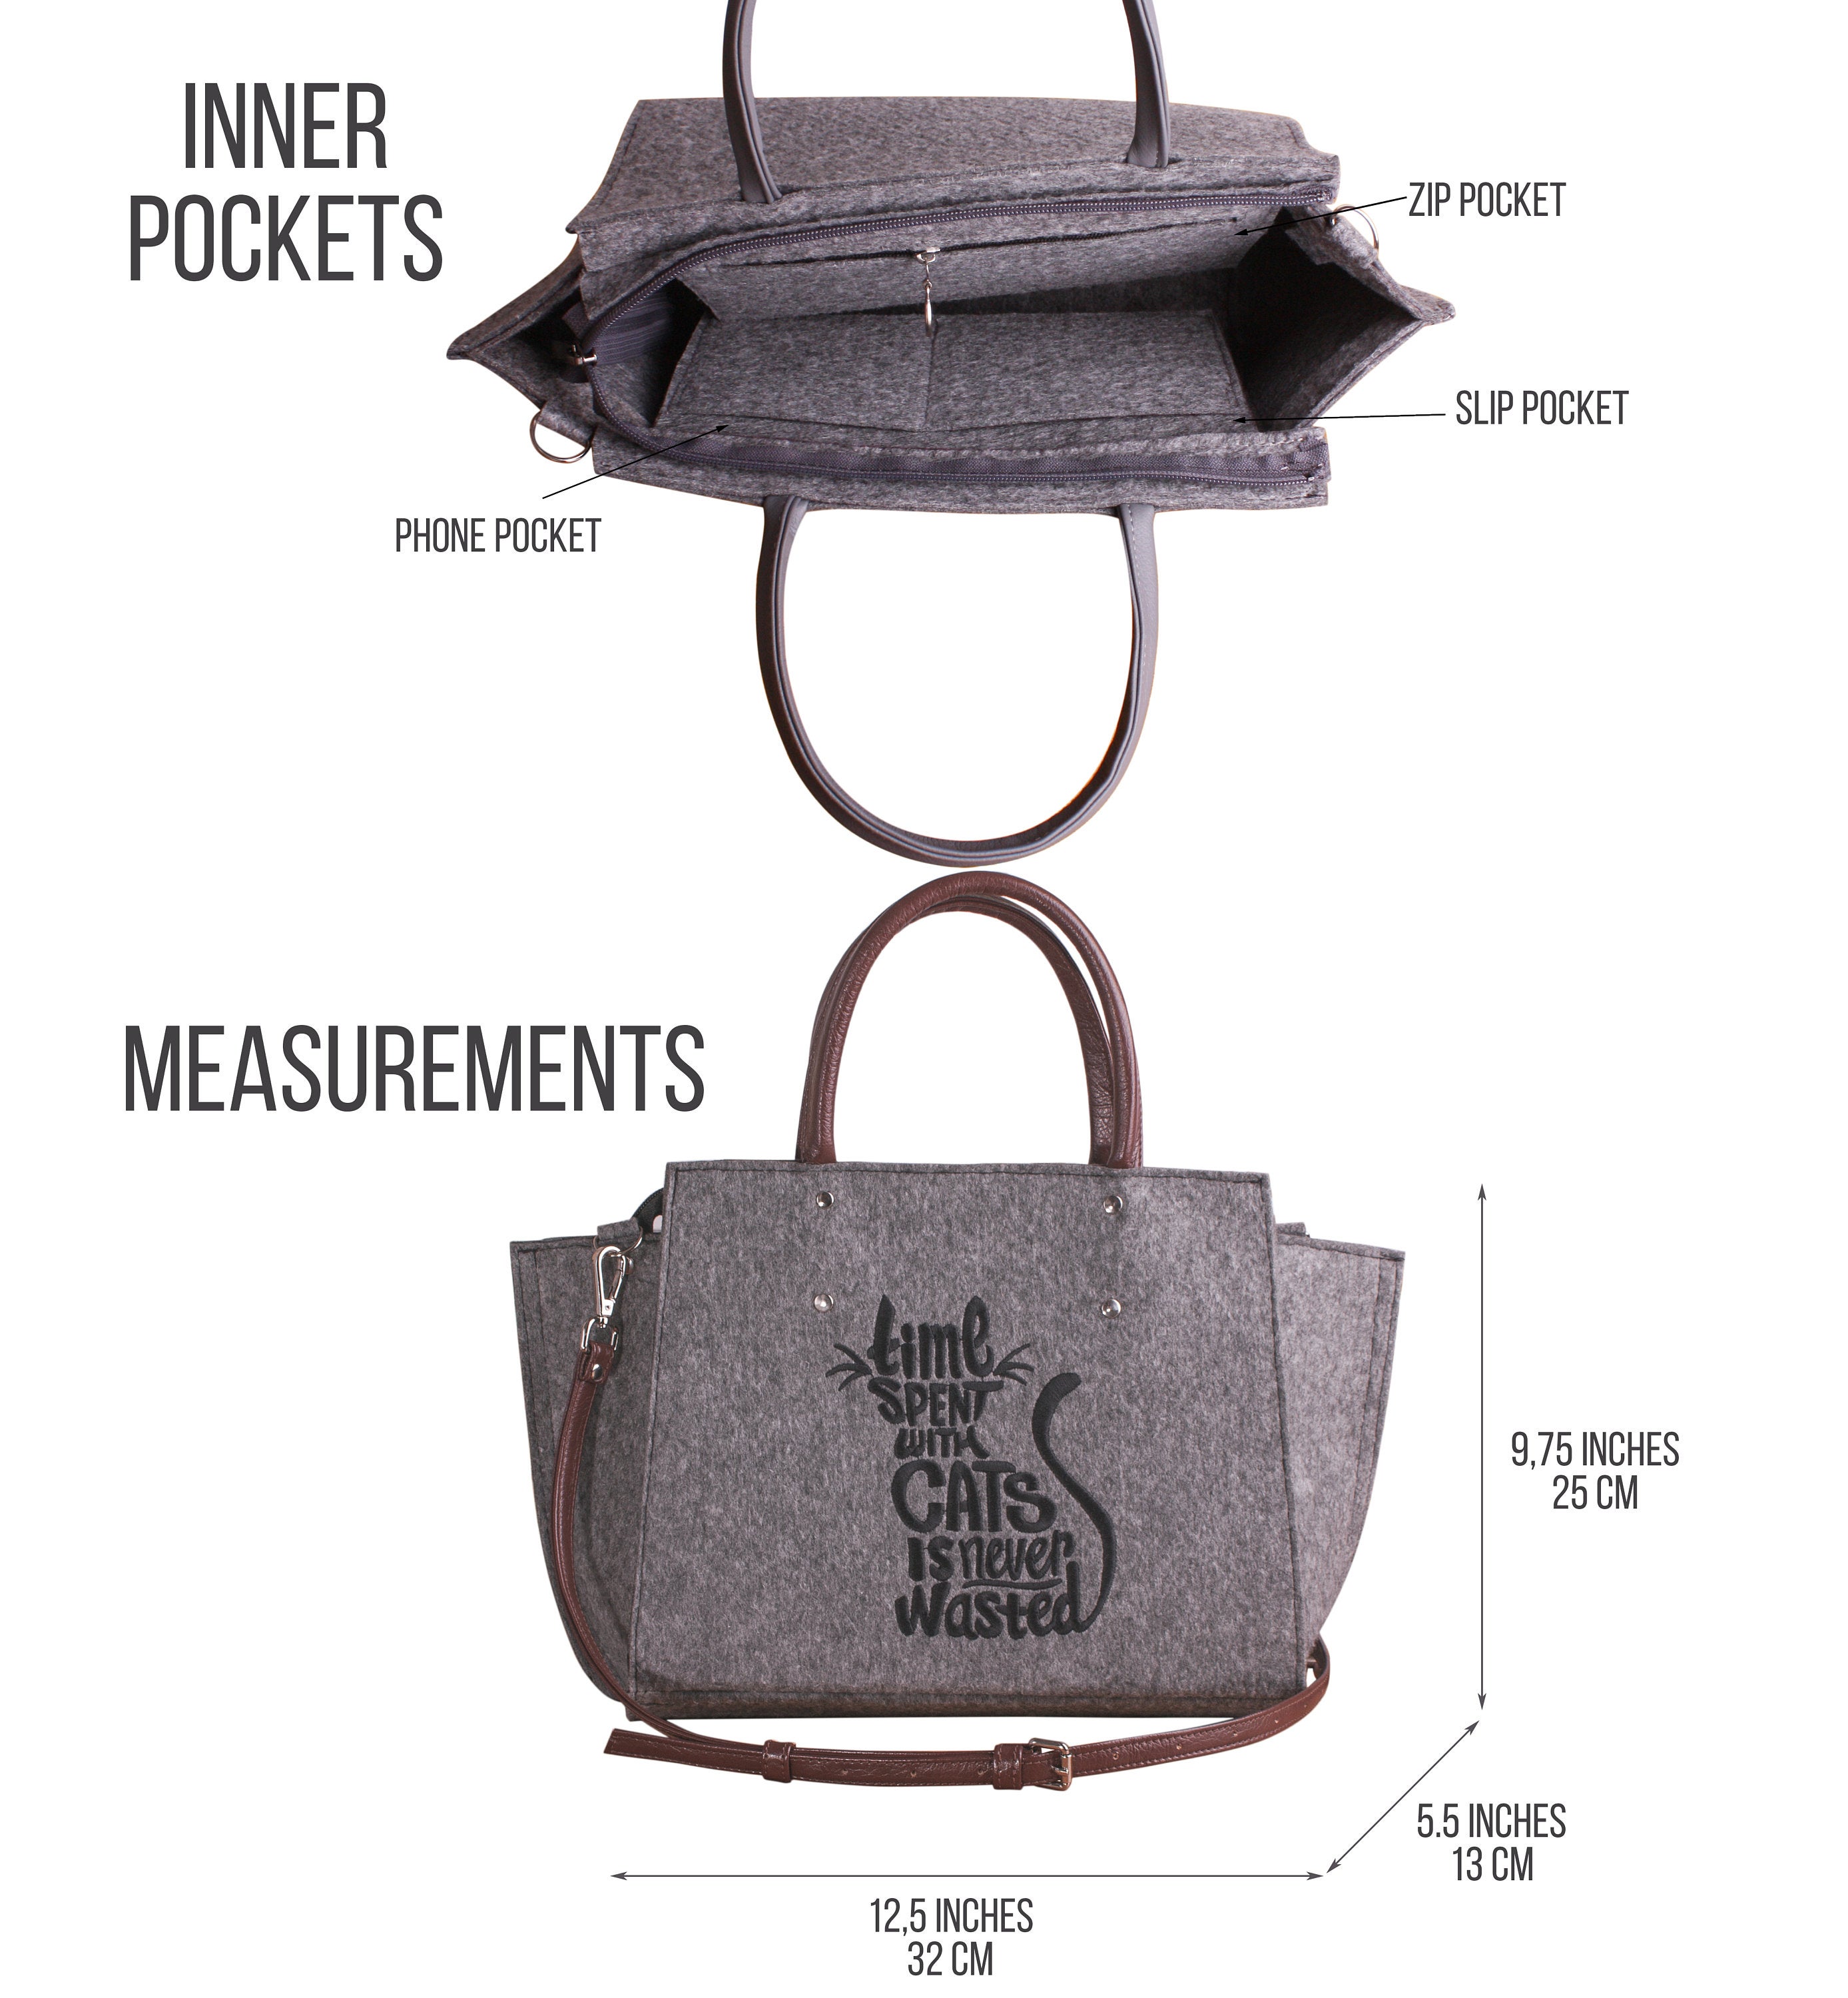 INNER
POCKETS
ZIP POCKET
SLIP POCKET
PHONE POCKET
MEASUREMENTS
time
SPENT
WITH
CATS
IS never
Wasted
9,75 INCHES
25 CM
5.5 INCHES
13 CM
12,5 INCHES
32 CM